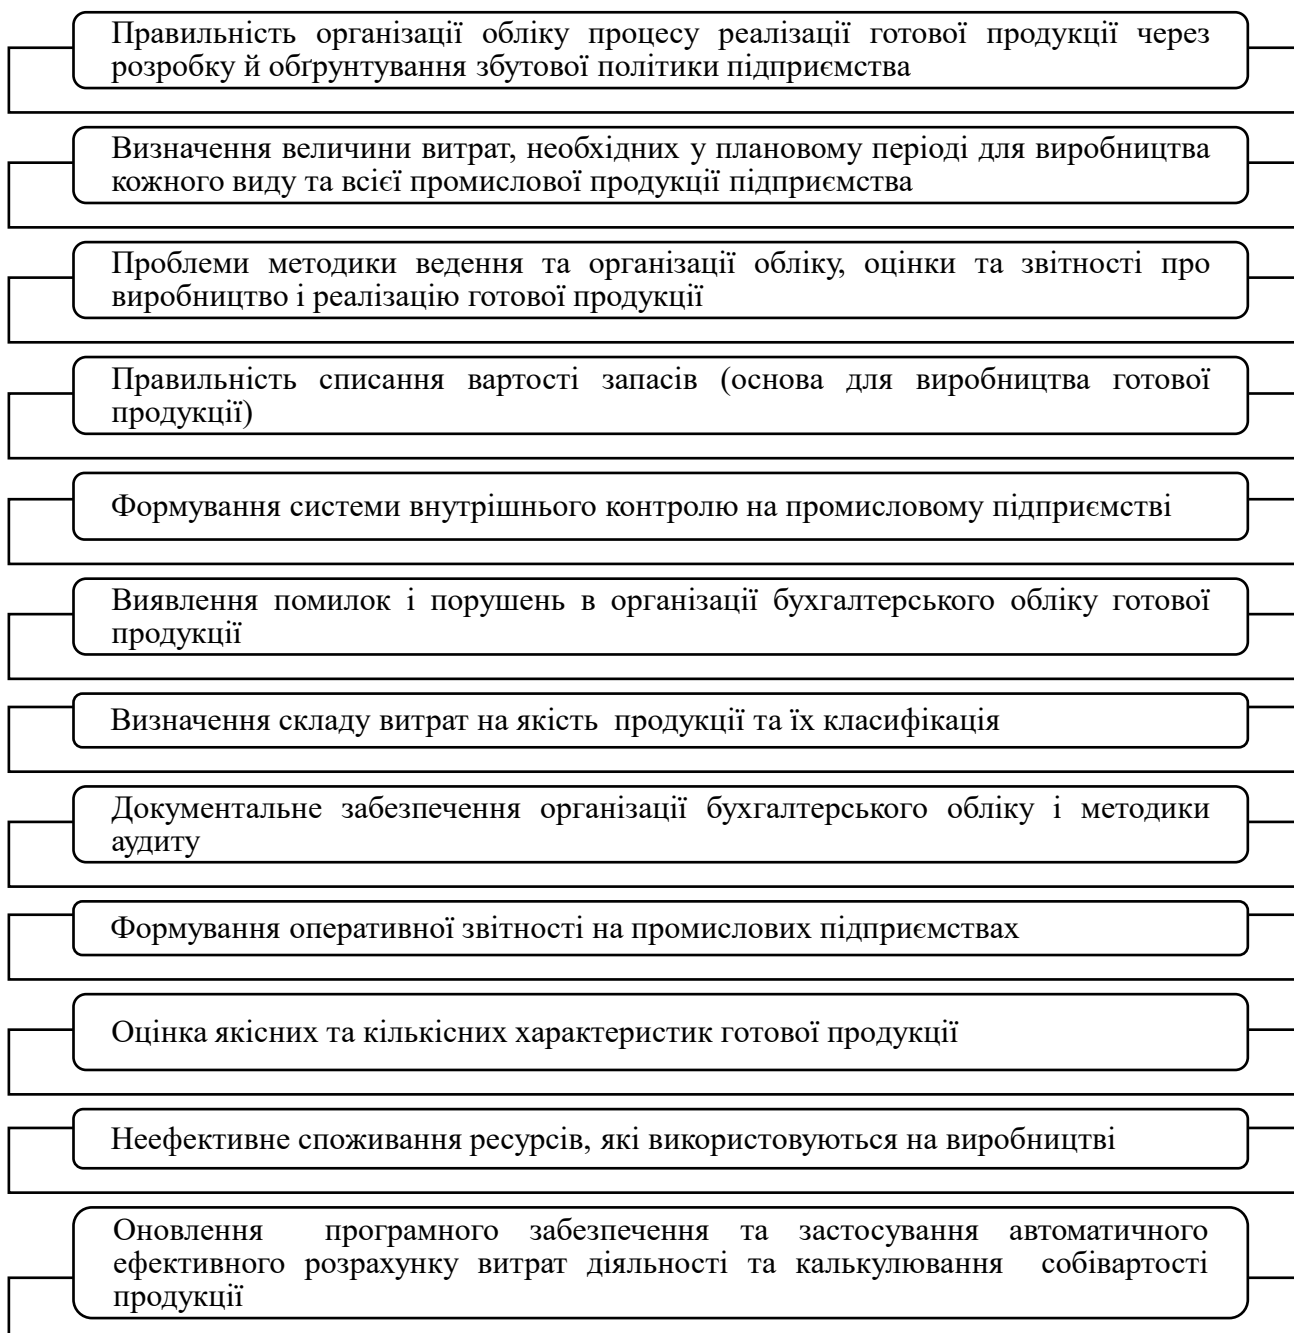 Правильність організації обліку процесу реалізації готової продукції через
розробку й обґрунтування збутової політики підприємства
Визначення величини витрат, необхідних у плановому періоді для виробництва
кожного виду та всієї промислової продукції підприємства
Проблеми методики ведення та організації обліку, оцінки та звітності про
виробництво і реалізацію готової продукції
Правильність списання вартості запасів (основа для виробництва готової
продукції)
Формування системи внутрішнього контролю на промисловому підприємстві
Виявлення помилок і порушень в організації бухгалтерського обліку готової
продукції
Визначення складу витрат на якість продукції та їх класифікація
Документальне забезпечення організації бухгалтерського обліку і методики
аудиту
Формування оперативної звітності на промислових підприємствах
Оцінка якісних та кількісних характеристик готової продукції
Неефективне споживання ресурсів, які використовуються на виробництві
Оновлення програмного забезпечення та застосування автоматичного
ефективного розрахунку витрат діяльності та калькулювання собівартості
продукції